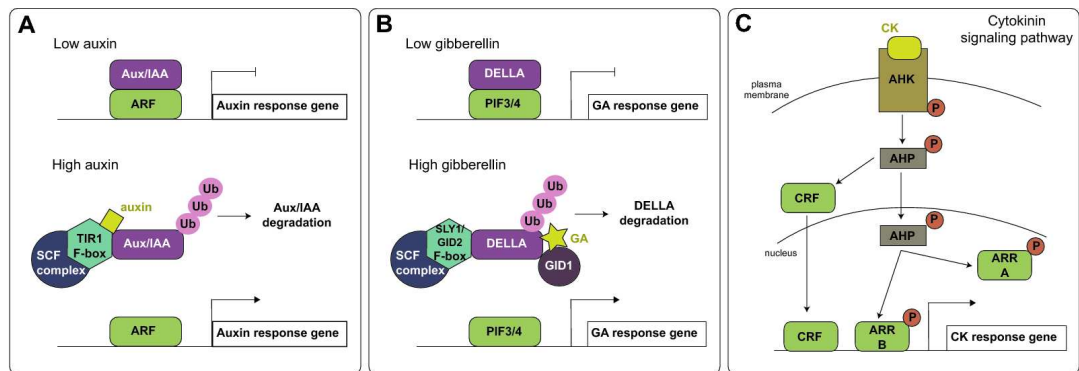 A
Low auxin
Aux/IAA
ARF
Auxin response gene
High auxin
auxin
Ub
Ub
Ub
TIR1
F-box
SCF
complex
Aux/IAA
Aux/IAA
degradation
ARF
Auxin response gene
B
Low gibberellin
DELLA
PIF3/4
GA response gene
High gibberellin
Ub
Ub
Ub
SLY1/
GID2
F-box
SCF
complex
DELLA
GA
GID1
DELLA
degradation
PIF3/4
GA response gene
C
Cytokinin
signaling pathway
CK
AHK
plasma
membrane
P
AHP
P
CRF
nucleus
AHP
P
ARR
A
P
CRF
ARR
B
P
CK response gene